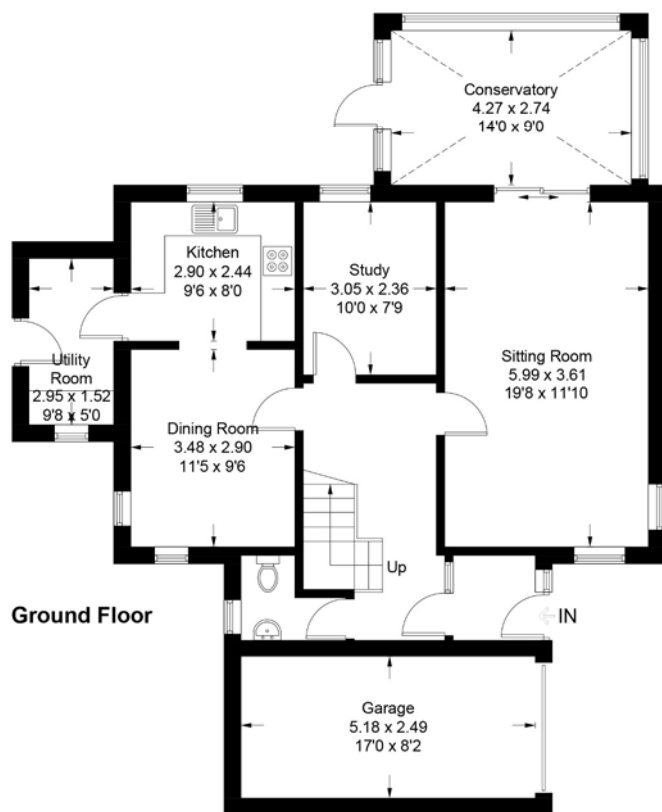 Conservatory
4.27 x 2.74
14'0 x 9'0
Kitchen
2.90 x 2.44
9'6 x 8'0
Study
3.05 x 2.36
10'0 x 7'9
Utility
Room
2.95 x 1.52
9'8 x 5'0
Sitting Room
5.99 x 3.61
19'8 x 11'10
Dining Room
3.48 x 2.90
11'5 x 9'6
Up
Ground Floor
IN
Garage
5.18 x 2.49
17'0 x 8'2